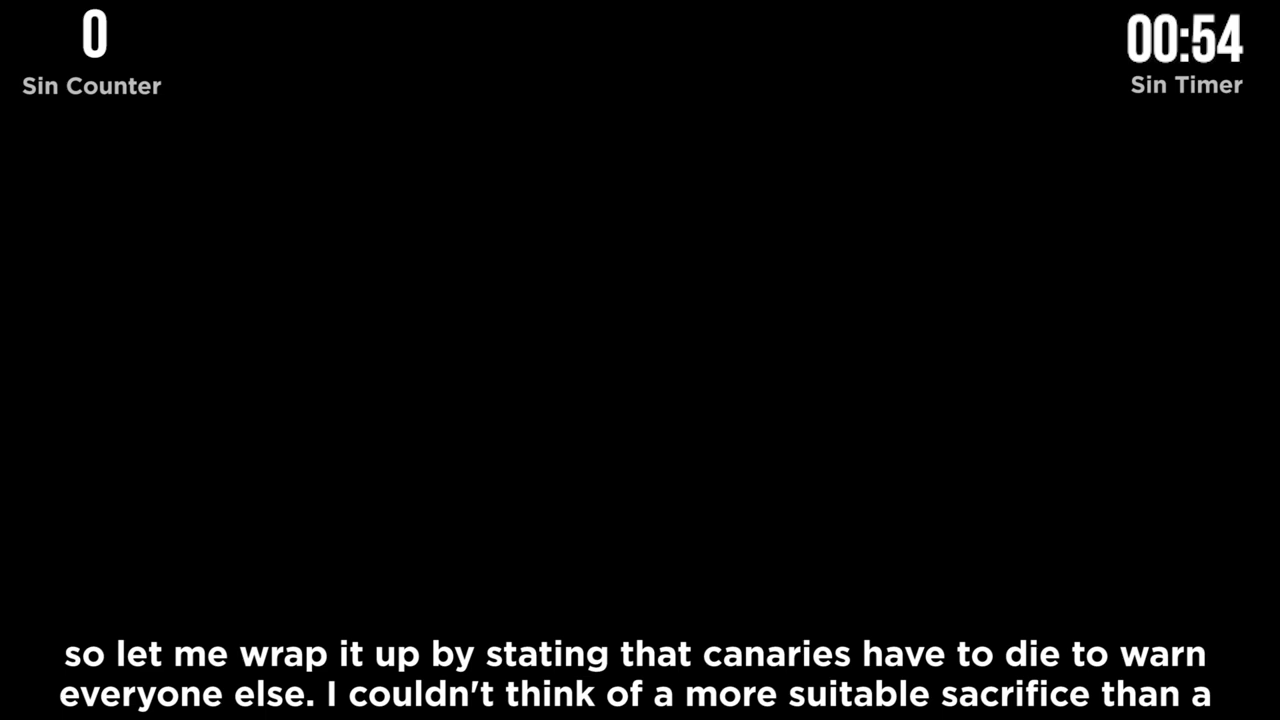 0
Sin Counter
00:54
Sin Timer
so let me wrap it up by stating that canaries have to die to warn
everyone else. I couldn't think of a more suitable sacrifice than a